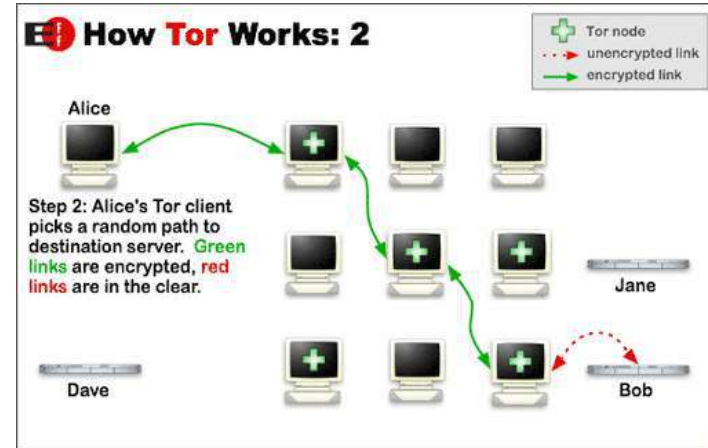 EFF How Tor Works: 2
Tor node
unencrypted link
encrypted link
Alice
Step 2: Alice's Tor client
picks a random path to
destination server. Green
links are encrypted, red
links are in the clear.
Jane
Dave
Bob